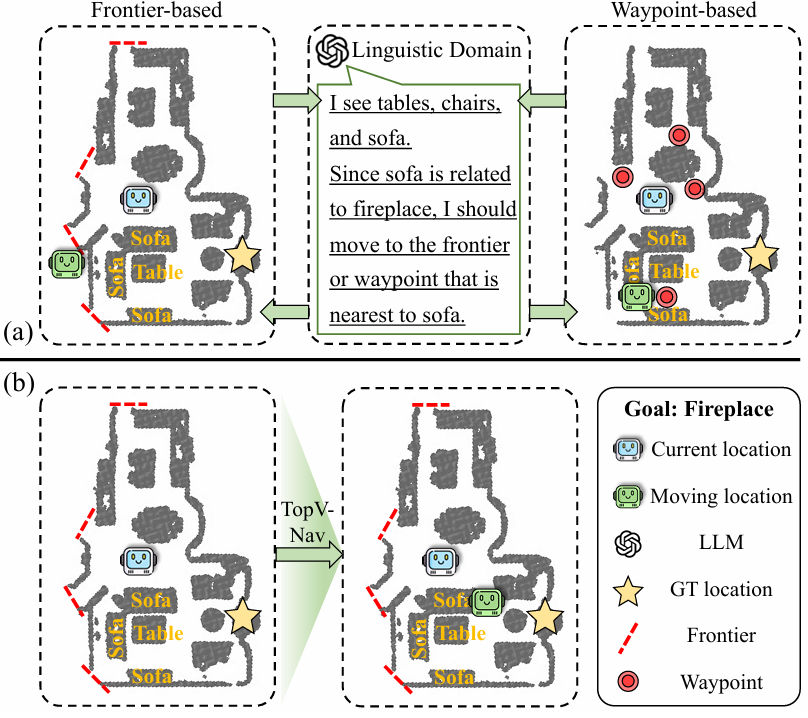 Frontier-based
Waypoint-based
Linguistic Domain
I see tables, chairs,
and sofa.
Since sofa is related
to fireplace, I should
move to the frontier
or waypoint that is
nearest to sofa.
Sofa
Sofa
Table
Sofa
Sofa
Sofa
Table
Sofa
(a)
(b)
TopV-
Nav
Sofa
Sofa
Table
Sofa
Sofa
Sofa
Table
Sofa
Goal: Fireplace
Current location
Moving location
LLM
GT location
Frontier
Waypoint